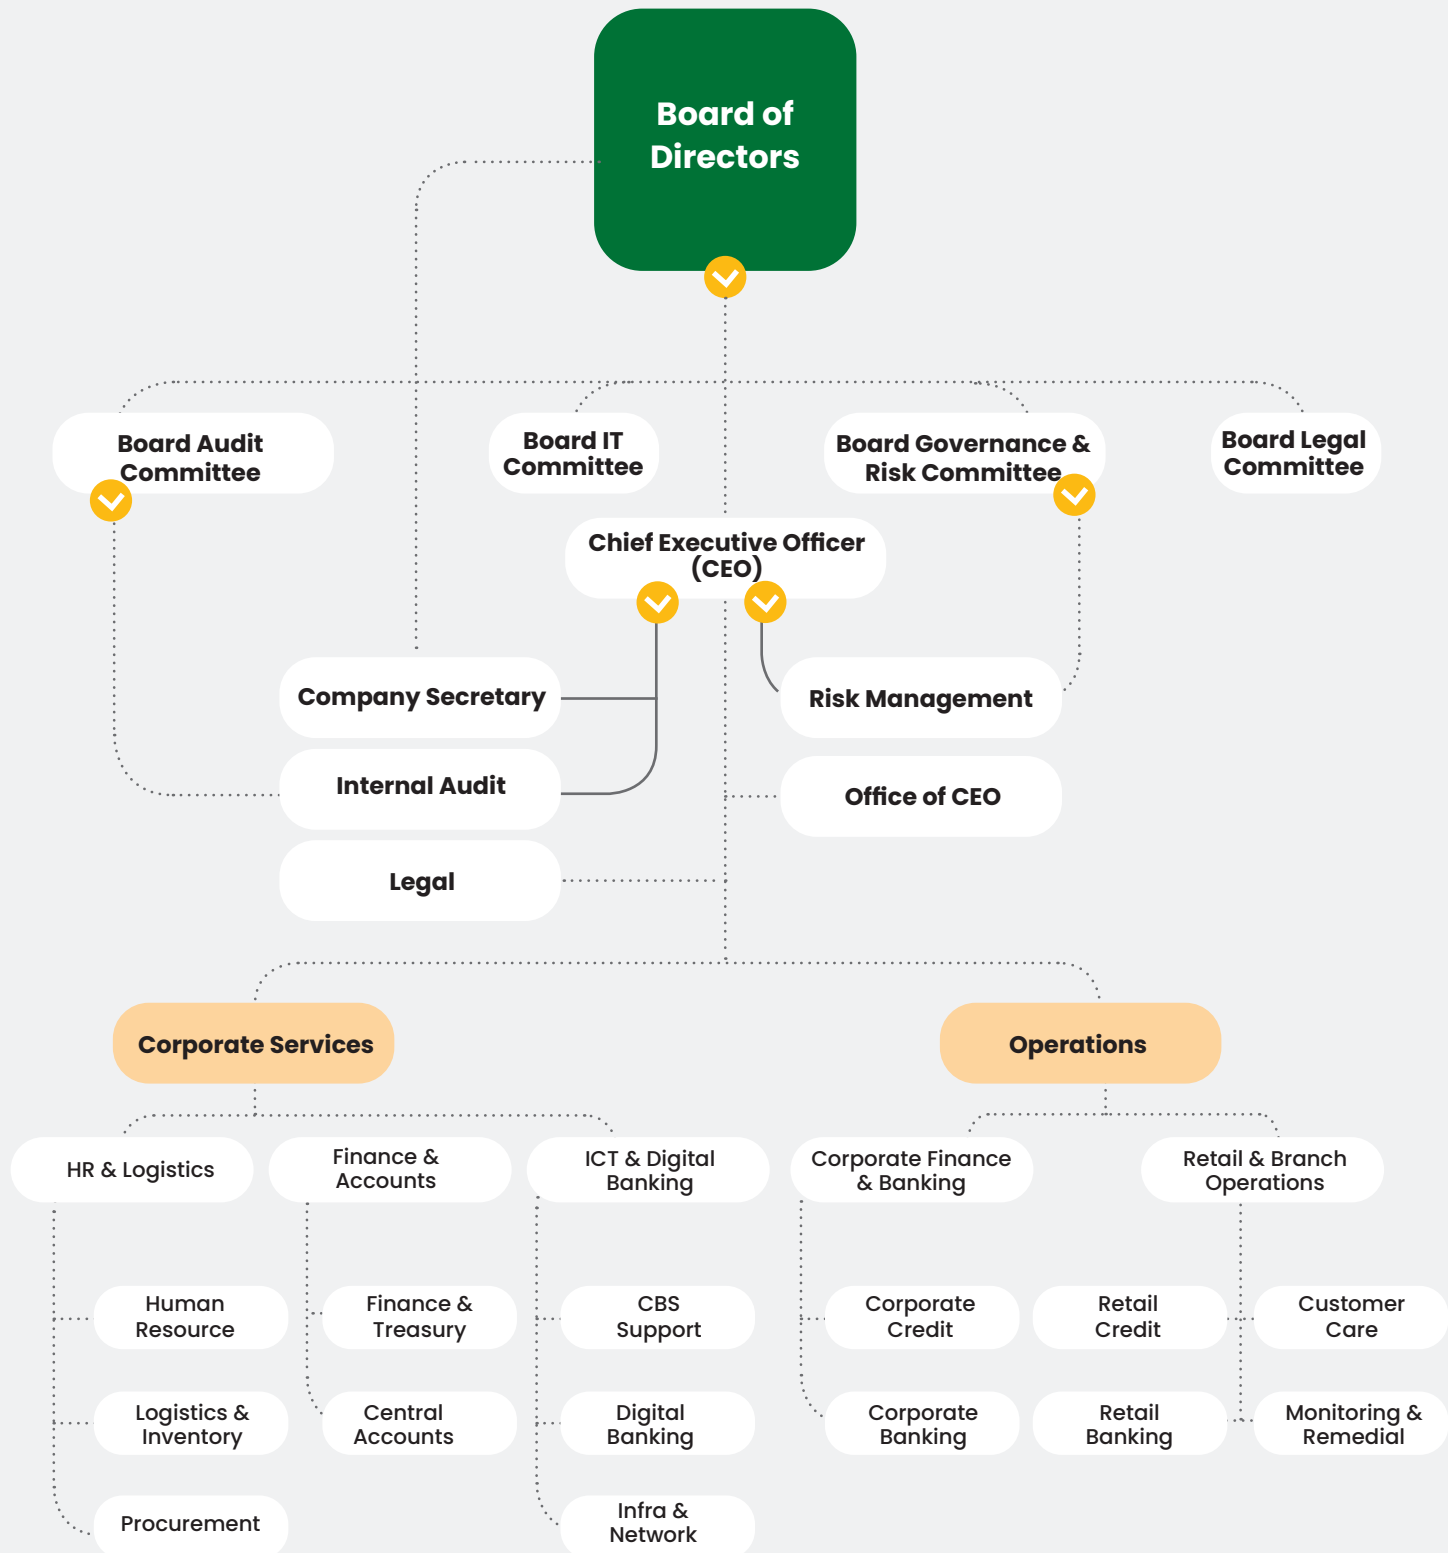 Board of
Directors
Board Audit
Committee
Board IT
Committee
Board Governance &
Risk Committee
Board Legal
Committee
Chief Executive Officer
(CEO)
Company Secretary
Risk Management
Internal Audit
Office of CEO
Legal
Corporate Services
Operations
HR & Logistics
Finance &
Accounts
ICT & Digital
Banking
Corporate Finance
& Banking
Retail & Branch
Operations
Human
Resource
Finance &
Treasury
CBS
Support
Corporate
Credit
Retail
Credit
Customer
Care
Logistics &
Inventory
Central
Accounts
Digital
Banking
Corporate
Banking
Retail
Banking
Monitoring &
Remedial
Procurement
Infra &
Network